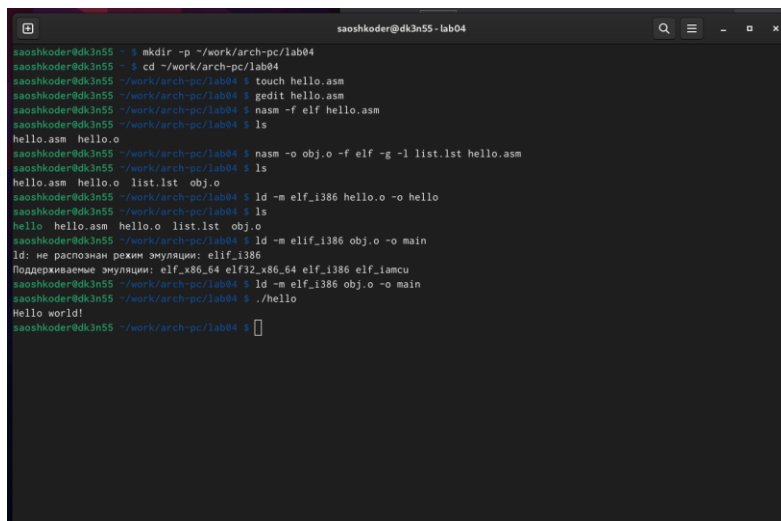 saoshkoder@dk3n55 - lab04
saoshkoder@dk3n55 ~ $ mkdir -p ~/work/arch-pc/lab04
saoshkoder@dk3n55 ~ $ cd ~/work/arch-pc/lab04
saoshkoder@dk3n55 ~/work/arch-pc/lab04 $ touch hello.asm
saoshkoder@dk3n55 ~/work/arch-pc/lab04 $ gedit hello.asm
saoshkoder@dk3n55 ~/work/arch-pc/lab04 $ nasm -f elf hello.asm
saoshkoder@dk3n55 ~/work/arch-pc/lab04 $ ls
hello.asm hello.o
saoshkoder@dk3n55 ~/work/arch-pc/lab04 $ nasm -o obj.o -f elf -g -l list.lst hello.asm
saoshkoder@dk3n55 ~/work/arch-pc/lab04 $ ls
hello.asm hello.o list.lst obj.o
saoshkoder@dk3n55 ~/work/arch-pc/lab04 $ ld -m elf_i386 hello.o -o hello
saoshkoder@dk3n55 ~/work/arch-pc/lab04 $ ls
hello hello.asm hello.o list.lst obj.o
saoshkoder@dk3n55 ~/work/arch-pc/lab04 $ ld -m elif_i386 obj.o -o main
ld: не распознан режим эмуляции: elif_i386
Поддерживаемые эмуляции: elf_x86_64 elf32_x86_64 elf_i386 elf_iamcu
saoshkoder@dk3n55 ~/work/arch-pc/lab04 $ ld -m elf_i386 obj.o -o main
saoshkoder@dk3n55 ~/work/arch-pc/lab04 $ ./hello
Hello world!
saoshkoder@dk3n55 ~/work/arch-pc/lab04 $